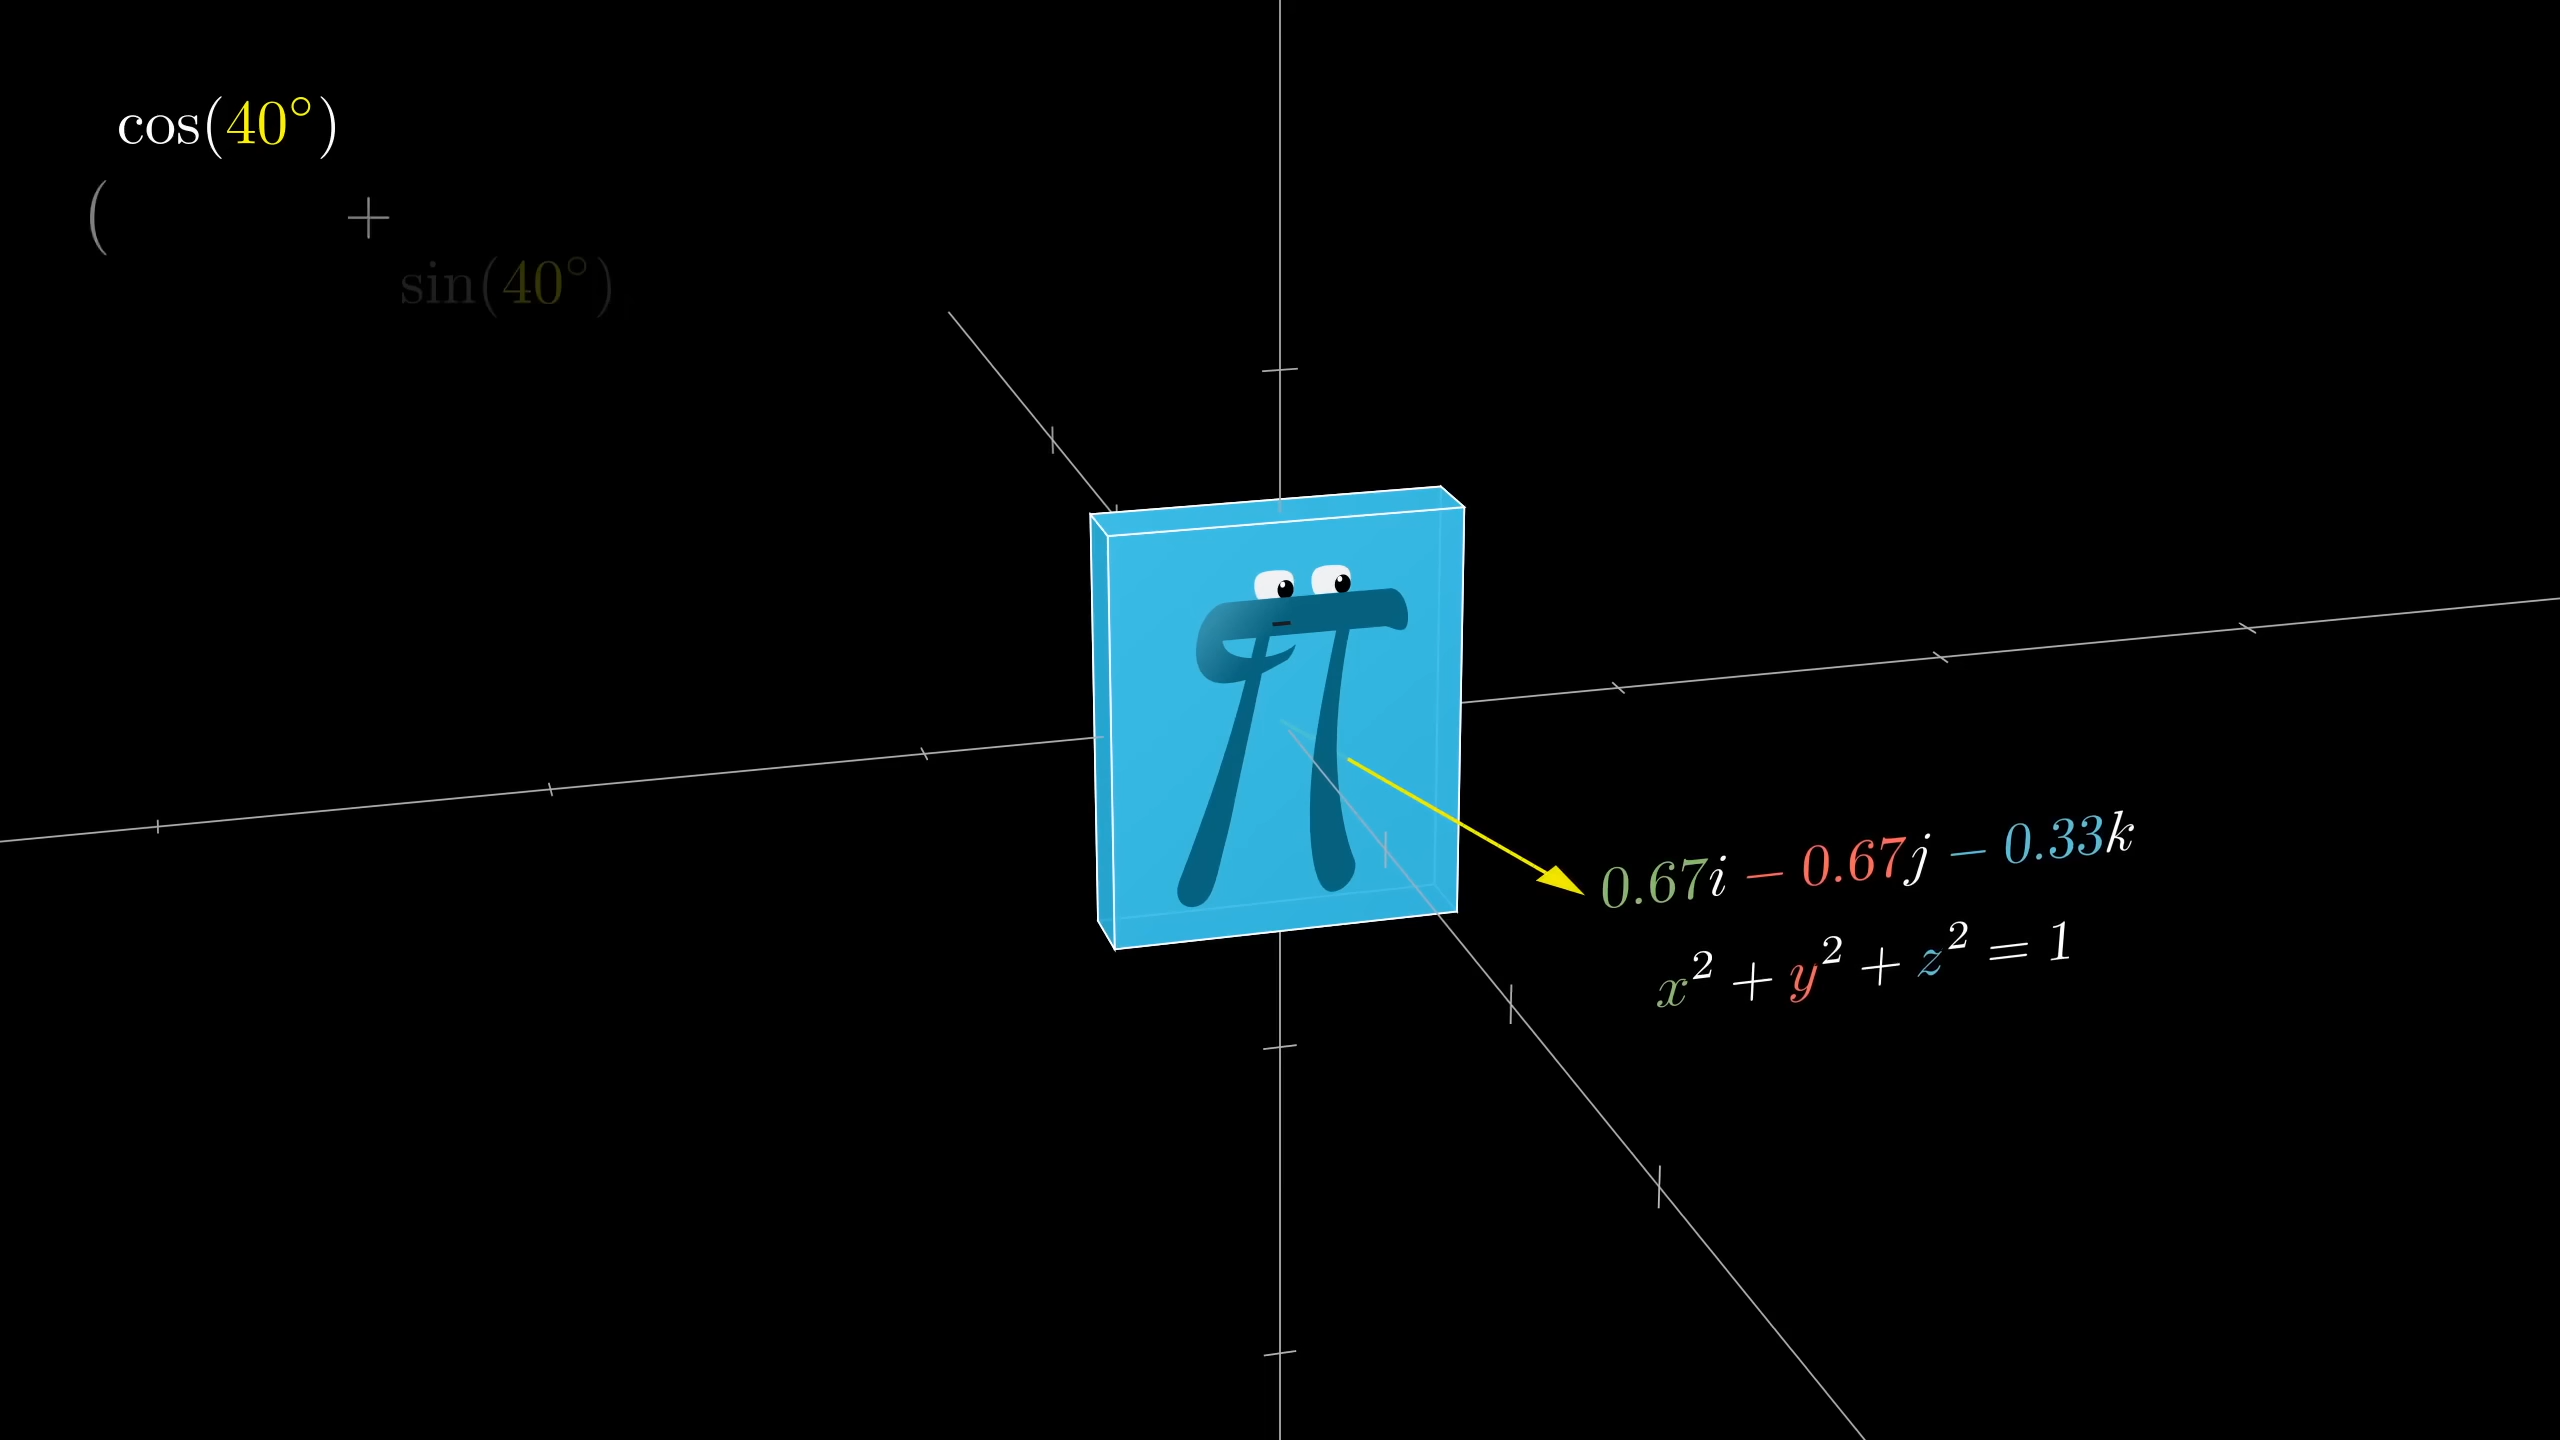 cos(40°)
( +
sin(40°)
0.67i − 0.67j − 0.33k
x² + y² + z² = 1